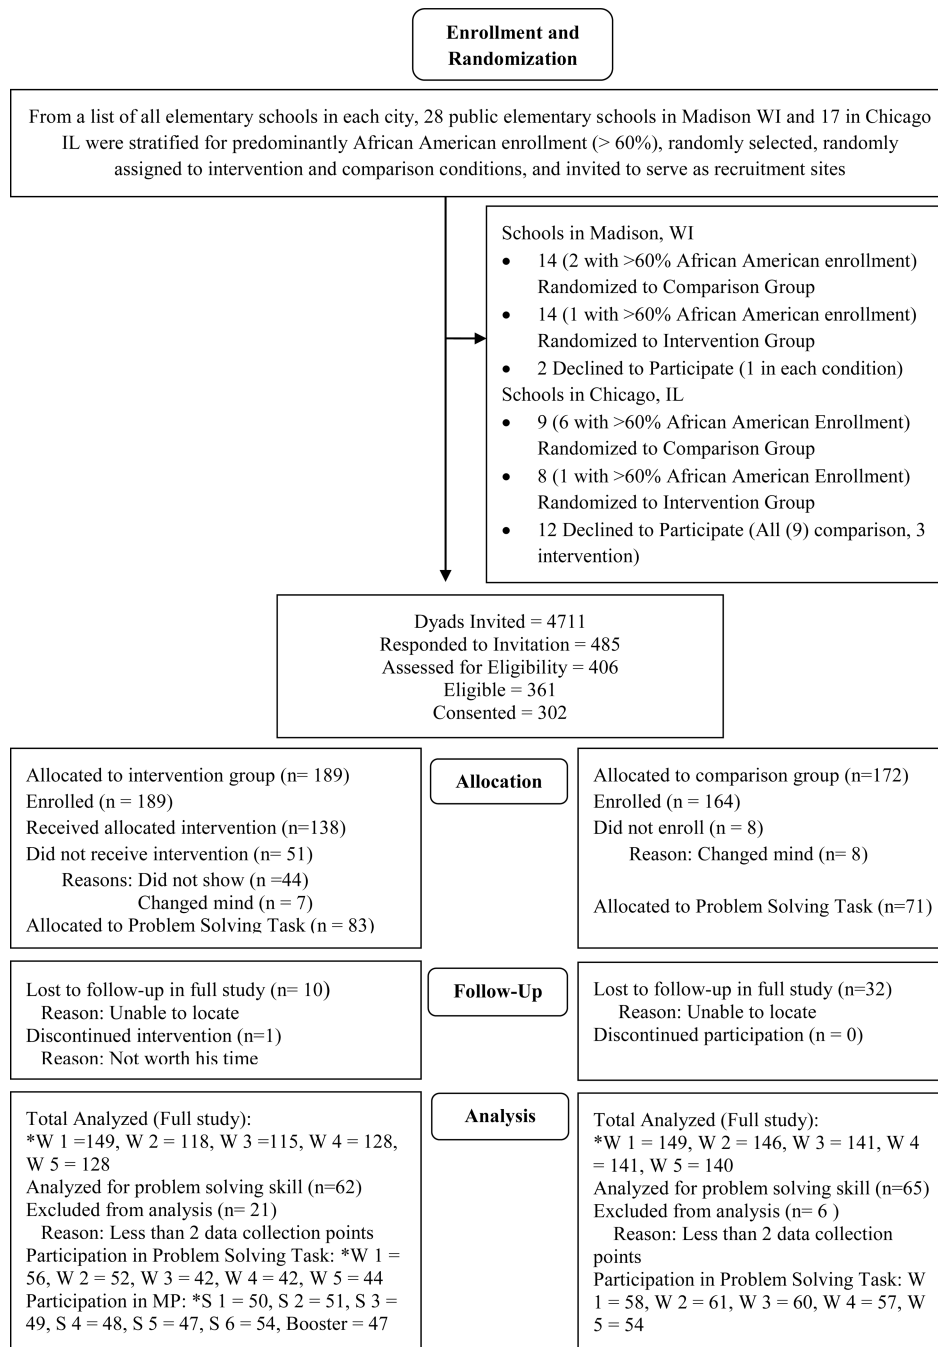 Enrollment and
Randomization
From a list of all elementary schools in each city, 28 public elementary schools in Madison WI and 17 in Chicago
IL were stratified for predominantly African American enrollment (> 60%), randomly selected, randomly
assigned to intervention and comparison conditions, and invited to serve as recruitment sites
Schools in Madison, WI
• 14 (2 with >60% African American enrollment)
Randomized to Comparison Group
• 14 (1 with >60% African American enrollment)
Randomized to Intervention Group
• 2 Declined to Participate (1 in each condition)
Schools in Chicago, IL
• 9 (6 with >60% African American Enrollment)
Randomized to Comparison Group
• 8 (1 with >60% African American Enrollment)
Randomized to Intervention Group
• 12 Declined to Participate (All (9) comparison, 3
intervention)
Dyads Invited = 4711
Responded to Invitation = 485
Assessed for Eligibility = 406
Eligible = 361
Consented = 302
Allocated to intervention group (n= 189)
Enrolled (n = 189)
Received allocated intervention (n=138)
Did not receive intervention (n= 51)
Reasons: Did not show (n =44)
Changed mind (n = 7)
Allocated to Problem Solving Task (n = 83)
Allocation
Allocated to comparison group (n=172)
Enrolled (n = 164)
Did not enroll (n = 8)
Reason: Changed mind (n= 8)
Allocated to Problem Solving Task (n=71)
Lost to follow-up in full study (n= 10)
Reason: Unable to locate
Discontinued intervention (n=1)
Reason: Not worth his time
Follow-Up
Lost to follow-up in full study (n=32)
Reason: Unable to locate
Discontinued participation (n = 0)
Total Analyzed (Full study):
*W 1 =149, W 2 = 118, W 3 =115, W 4 = 128,
W 5 = 128
Analyzed for problem solving skill (n=62)
Excluded from analysis (n= 21)
Reason: Less than 2 data collection points
Participation in Problem Solving Task: *W 1 =
56, W 2 = 52, W 3 = 42, W 4 = 42, W 5 = 44
Participation in MP: *S 1 = 50, S 2 = 51, S 3 =
49, S 4 = 48, S 5 = 47, S 6 = 54, Booster = 47
Analysis
Total Analyzed (Full study):
*W 1 = 149, W 2 = 146, W 3 = 141, W 4
= 141, W 5 = 140
Analyzed for problem solving skill (n=65)
Excluded from analysis (n= 6 )
Reason: Less than 2 data collection
points
Participation in Problem Solving Task: W
1 = 58, W 2 = 61, W 3 = 60, W 4 = 57, W
5 = 54